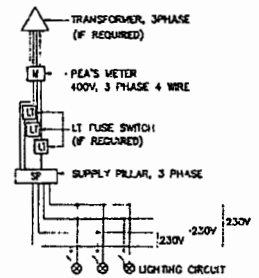 TRANSFORMER, 3PHASE
(IF REQUIRED)
M
PEA'S METER
400V, 3 PHASE 4 WIRE
LT
LT
LT
LT FUSE SWITCH
(IF REQUIRED)
SP
SUPPLY PILLAR, 3 PHASE
230V
230V
230V
LIGHTING CIRCUIT